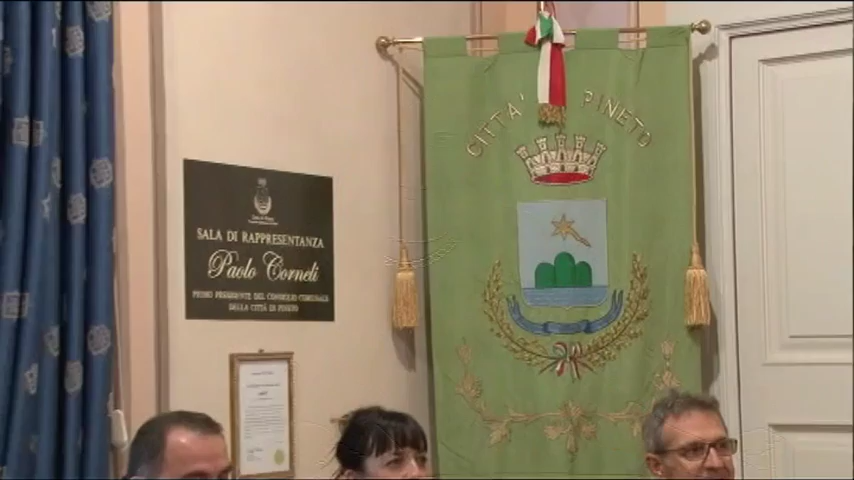 CITTA' PINETO
SALA DI RAPPRESENTANZA
Paolo Corneli
PRIMO PRESIDENTE DEL CONSIGLIO COMUNALE
DELLA CITTÀ DI PINETO